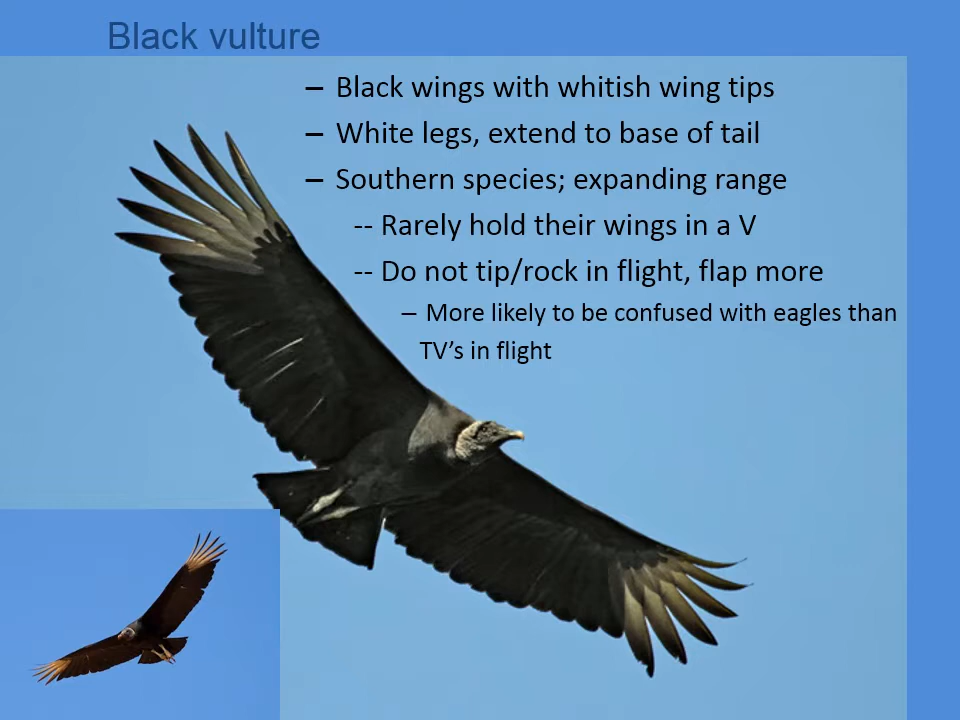 Black vulture
– Black wings with whitish wing tips
– White legs, extend to base of tail
– Southern species; expanding range
-- Rarely hold their wings in a V
-- Do not tip/rock in flight, flap more
– More likely to be confused with eagles than
TV’s in flight